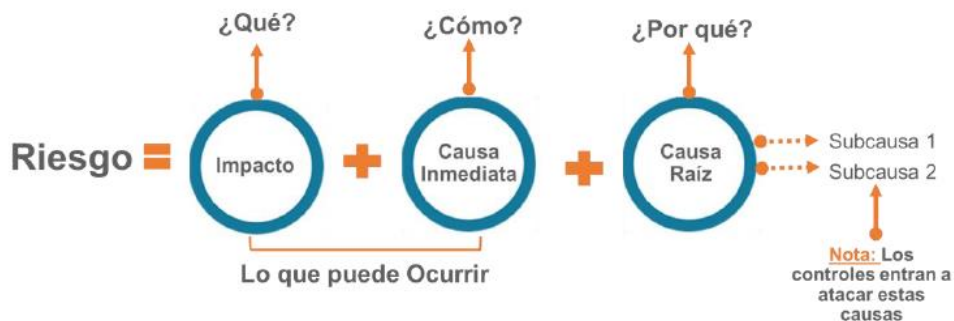 ¿Qué?
¿Cómo?
¿Por qué?
Riesgo = Impacto + Causa Inmediata + Causa Raíz
Subcausa 1
Subcausa 2
Lo que puede Ocurrir
Nota: Los
controles entran a
atacar estas
causas